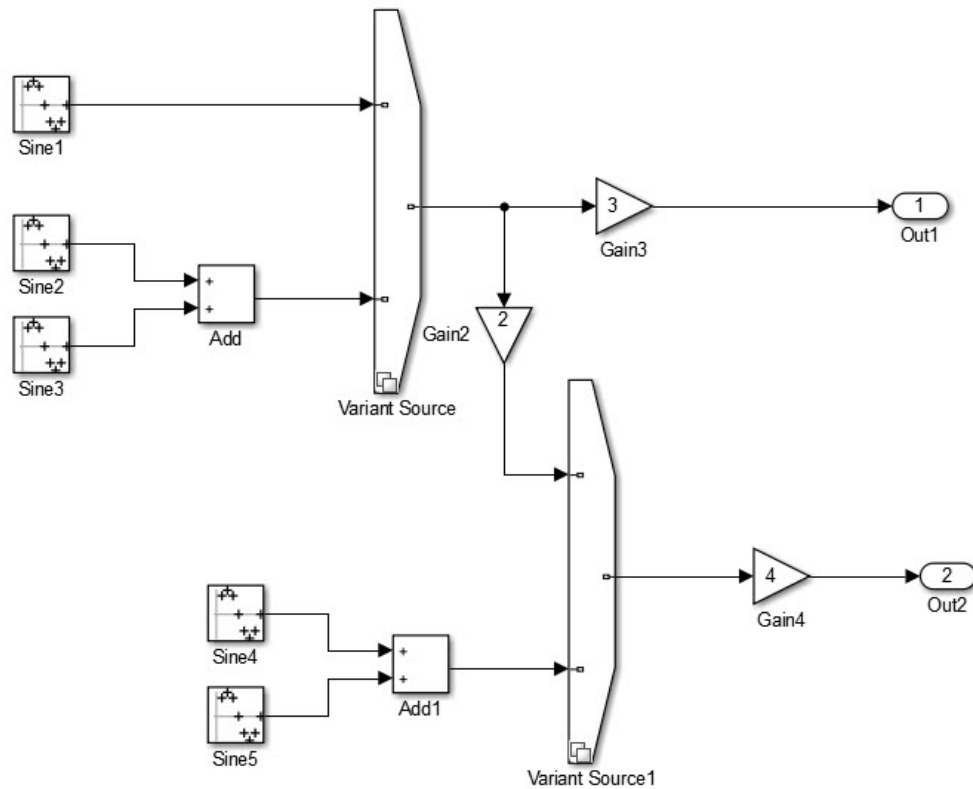 Sine1
Sine2
+
+
Add
Sine3
Variant Source
3
Gain3
1
Out1
2
Gain2
Sine4
+
+
Add1
Sine5
Variant Source1
4
Gain4
2
Out2